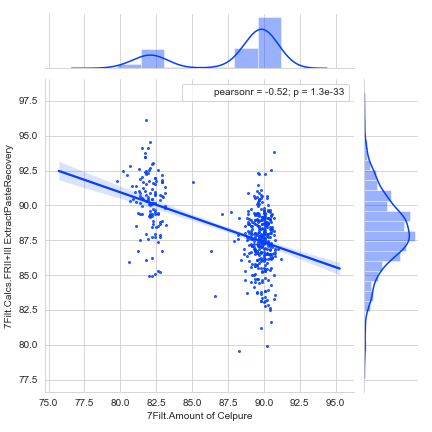 pearsonr = -0.52; p = 1.3e-33
97.5
95.0
92.5
90.0
87.5
85.0
82.5
80.0
77.5
7Filt.Calcs.FRII+III ExtractPasteRecovery
75.0 77.5 80.0 82.5 85.0 87.5 90.0 92.5 95.0
7Filt.Amount of Celpure